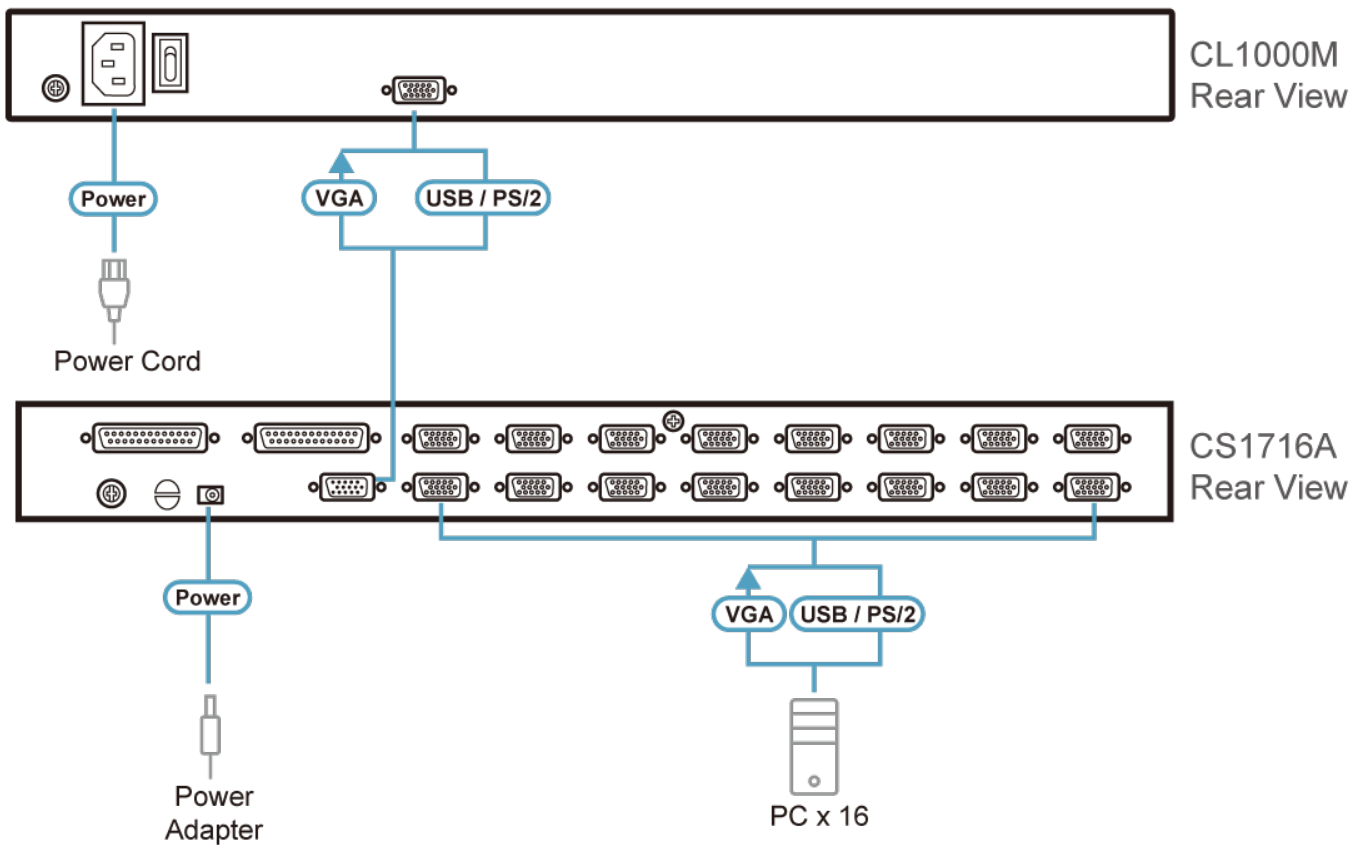 CL1000M
Rear View
Power
VGA
USB / PS/2
Power Cord
CS1716A
Rear View
Power
VGA
USB / PS/2
Power
Adapter
PC x 16